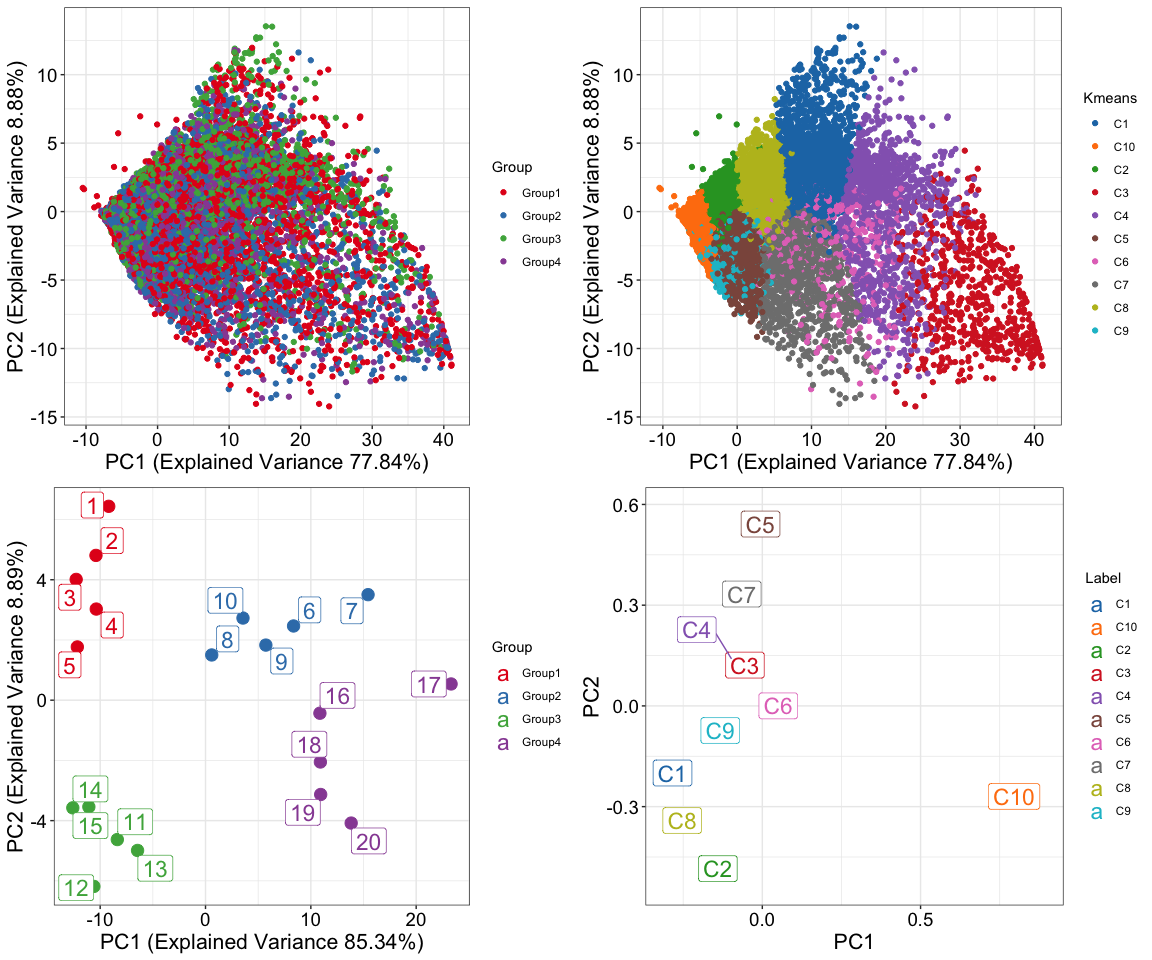 PC2 (Explained Variance 8.88%)
10
5
0
-5
-10
-15
-10
0
10
20
30
40
PC1 (Explained Variance 77.84%)
Group
Group1
Group2
Group3
Group4
PC2 (Explained Variance 8.88%)
10
5
0
-5
-10
-15
-10
0
10
20
30
40
PC1 (Explained Variance 77.84%)
Kmeans
C1
C10
C2
C3
C4
C5
C6
C7
C8
C9
PC2 (Explained Variance 8.89%)
4
0
-4
1
2
3
4
5
10
6
7
8
9
17
16
18
19
20
14
15
11
13
12
-10
0
10
20
PC1 (Explained Variance 85.34%)
Group
a Group1
a Group2
a Group3
a Group4
PC2
0.6
0.3
0.0
-0.3
C5
C7
C4
C3
C6
C9
C1
C10
C8
C2
0.0
0.5
PC1
Label
a C1
a C10
a C2
a C3
a C4
a C5
a C6
a C7
a C8
a C9